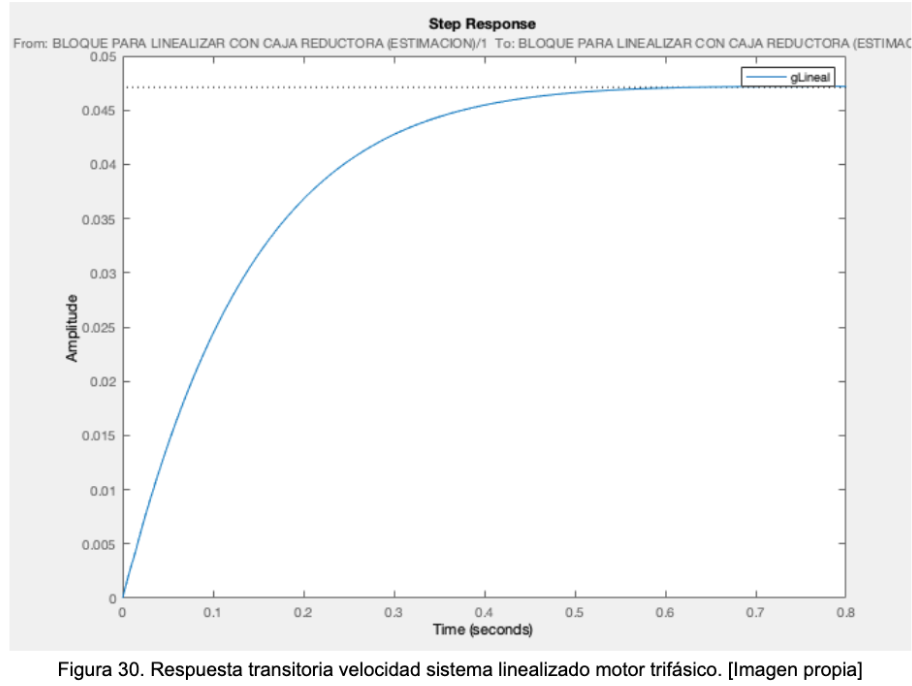 Step Response
From: BLOQUE PARA LINEALIZAR CON CAJA REDUCTORA (ESTIMACION)/1 To: BLOQUE PARA LINEALIZAR CON CAJA REDUCTORA (ESTIMAC
gLineal
Amplitude
0.05
0.045
0.04
0.035
0.03
0.025
0.02
0.015
0.01
0.005
0
0 0.1 0.2 0.3 0.4 0.5 0.6 0.7 0.8
Time (seconds)
Figura 30. Respuesta transitoria velocidad sistema linealizado motor trifásico. [Imagen propia]